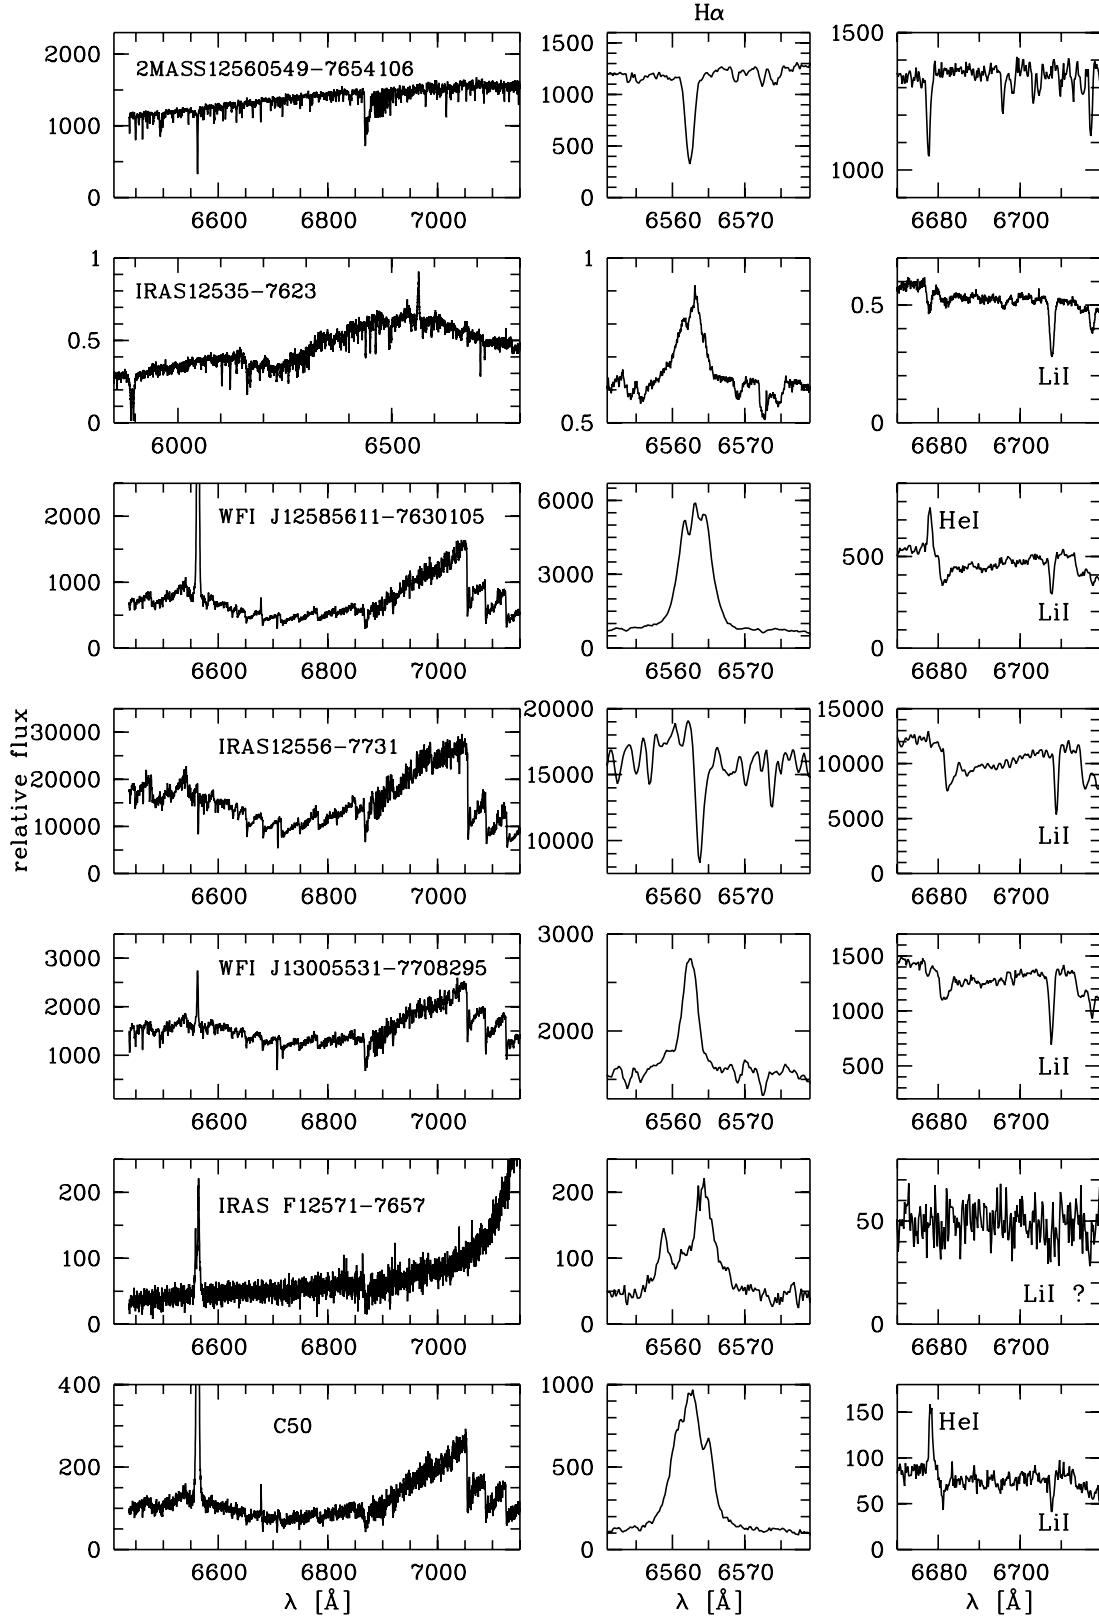 Hα
2000
1000
0
2MASS12560549−7654106
6600 6800 7000
1500
1000
500
0
6560 6570
1500
1000
6680 6700
1
0.5
0
IRAS12535−7623
6000 6500
1
0.5
6560 6570
0.5
0
LiI
6680 6700
2000
1000
0
WFI J12585611−7630105
6600 6800 7000
6000
3000
0
6560 6570
500
0
HeI
LiI
6680 6700
relative flux
30000
20000
10000
0
IRAS12556−7731
6600 6800 7000
20000
15000
10000
6560 6570
15000
10000
5000
0
LiI
6680 6700
3000
2000
1000
WFI J13005531−7708295
6600 6800 7000
3000
2000
6560 6570
1500
1000
500
LiI
6680 6700
200
100
0
IRAS F12571−7657
6600 6800 7000
200
100
0
6560 6570
50
0
LiI ?
6680 6700
400
200
0
C50
6600 6800 7000
λ [Å]
1000
500
0
6560 6570
λ [Å]
150
100
50
0
HeI
LiI
6680 6700
λ [Å]